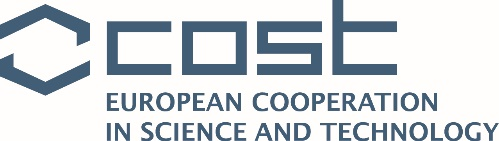 cost
EUROPEAN COOPERATION
IN SCIENCE AND TECHNOLOGY